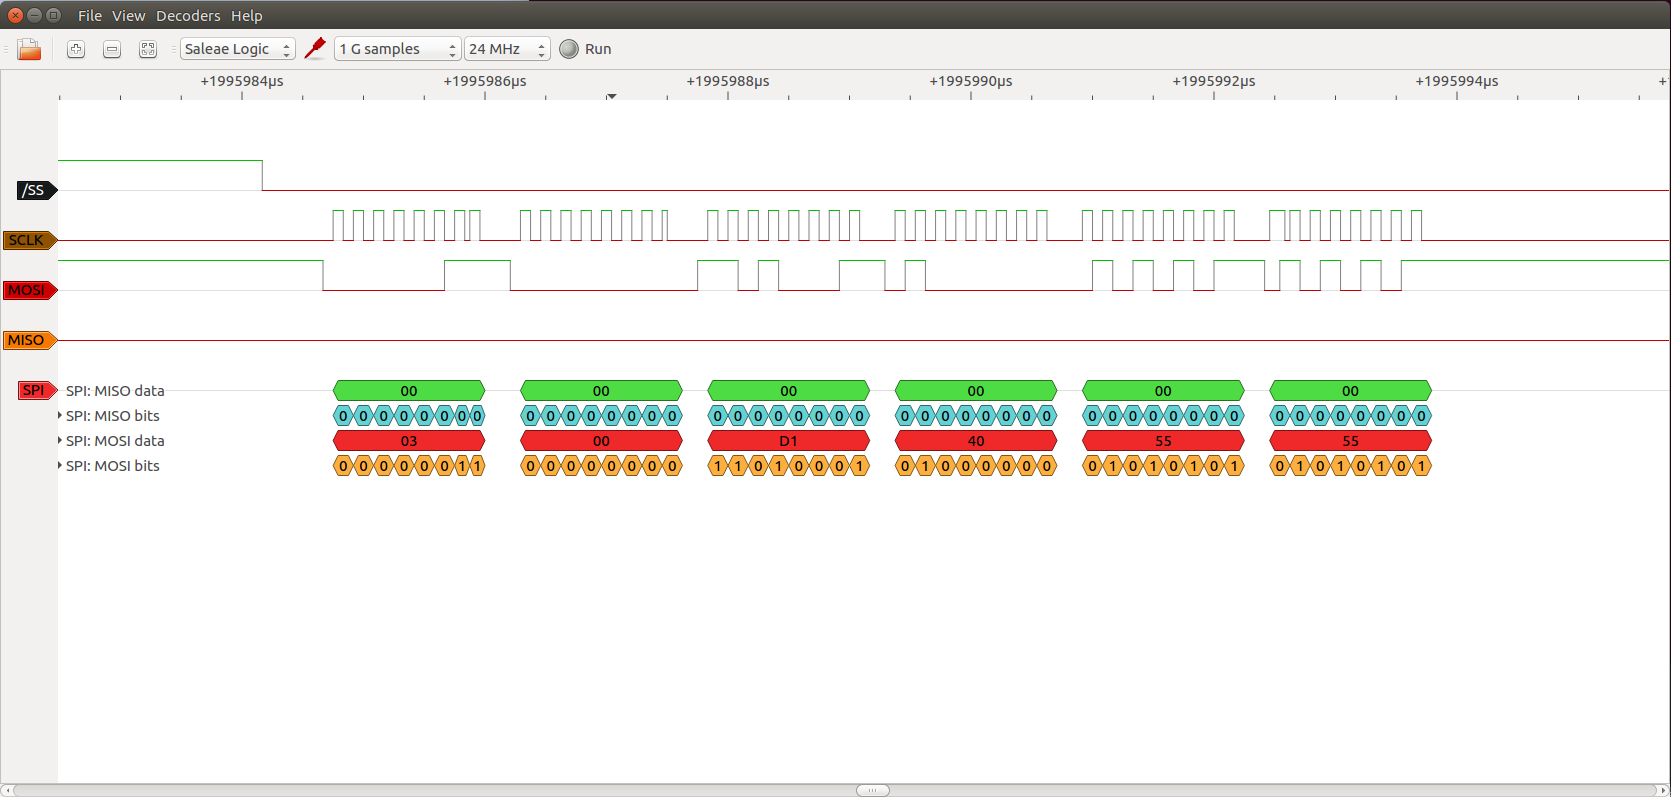 File View Decoders Help
Saleae Logic 1 G samples 24 MHz Run
+1995984µs +1995986µs +1995988µs +1995990µs +1995992µs +1995994µs +
/SS
SCLK
MOSI
MISO
SPI SPI: MISO data 00 00 00 00 00 00
SPI: MISO bits 0 0 0 0 0 0 0 0 0 0 0 0 0 0 0 0 0 0 0 0 0 0 0 0 0 0 0 0 0 0 0 0 0 0 0 0 0 0 0 0 0 0 0 0 0 0 0 0
SPI: MOSI data 03 00 D1 40 55 55
SPI: MOSI bits 0 0 0 0 0 0 1 1 0 0 0 0 0 0 0 0 1 1 0 1 0 0 0 1 0 1 0 0 0 0 0 0 0 1 0 1 0 1 0 1 0 1 0 1 0 1 0 1